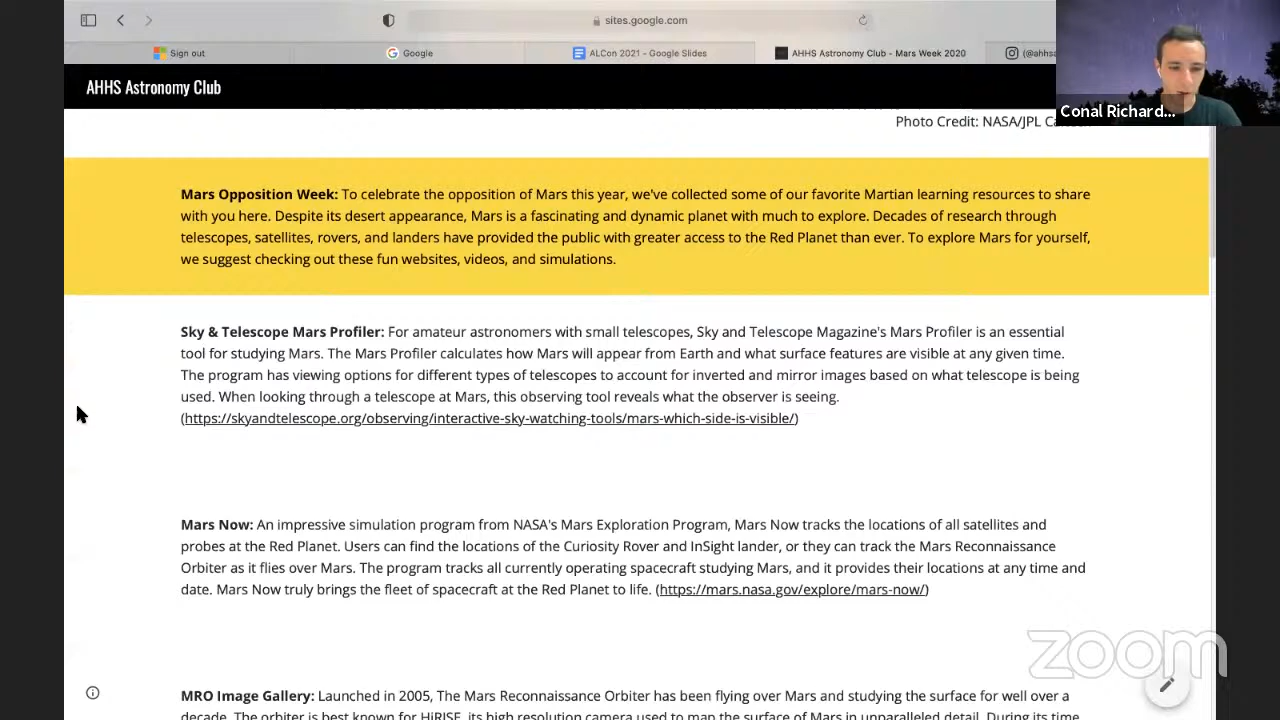 sites.google.com
Sign out
Google
ALCon 2021 - Google Slides
AHHS Astronomy Club - Mars Week 2020
AHHS Astronomy Club
Conal Richard...
Photo Credit: NASA/JPL
Mars Opposition Week: To celebrate the opposition of Mars this year, we've collected some of our favorite Martian learning resources to share
with you here. Despite its desert appearance, Mars is a fascinating and dynamic planet with much to explore. Decades of research through
telescopes, satellites, rovers, and landers have provided the public with greater access to the Red Planet than ever. To explore Mars for yourself,
we suggest checking out these fun websites, videos, and simulations.
Sky & Telescope Mars Profiler: For amateur astronomers with small telescopes, Sky and Telescope Magazine's Mars Profiler is an essential
tool for studying Mars. The Mars Profiler calculates how Mars will appear from Earth and what surface features are visible at any given time.
The program has viewing options for different types of telescopes to account for inverted and mirror images based on what telescope is being
used. When looking through a telescope at Mars, this observing tool reveals what the observer is seeing.
(https://skyandtelescope.org/observing/interactive-sky-watching-tools/mars-which-side-is-visible/)
Mars Now: An impressive simulation program from NASA's Mars Exploration Program, Mars Now tracks the locations of all satellites and
probes at the Red Planet. Users can find the locations of the Curiosity Rover and InSight lander, or they can track the Mars Reconnaissance
Orbiter as it flies over Mars. The program tracks all currently operating spacecraft studying Mars, and it provides their locations at any time and
date. Mars Now truly brings the fleet of spacecraft at the Red Planet to life. (https://mars.nasa.gov/explore/mars-now/)
zoom
MRO Image Gallery: Launched in 2005, The Mars Reconnaissance Orbiter has been flying over Mars and studying the surface for well over a
decade. The orbiter is best known for HiRISE, its high resolution camera used to map the surface of Mars in unparalleled detail. During its time